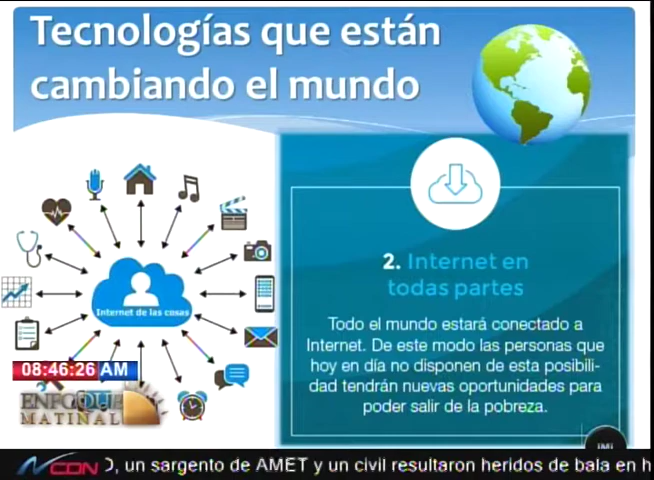 Tecnologías que están
cambiando el mundo
Internet de las cosas
2. Internet en
todas partes
Todo el mundo estará conectado a
Internet. De este modo las personas que
hoy en día no disponen de esta posibili-
dad tendrán nuevas oportunidades para
poder salir de la pobreza.
08:46:26 AM
ENFOQUE
MATINAL
CDN
, un sargento de AMET y un civil resultaron heridos de bala en h